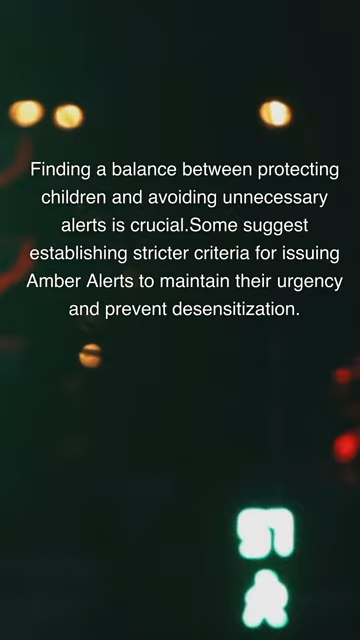 Finding a balance between protecting
children and avoiding unnecessary
alerts is crucial.Some suggest
establishing stricter criteria for issuing
Amber Alerts to maintain their urgency
and prevent desensitization.